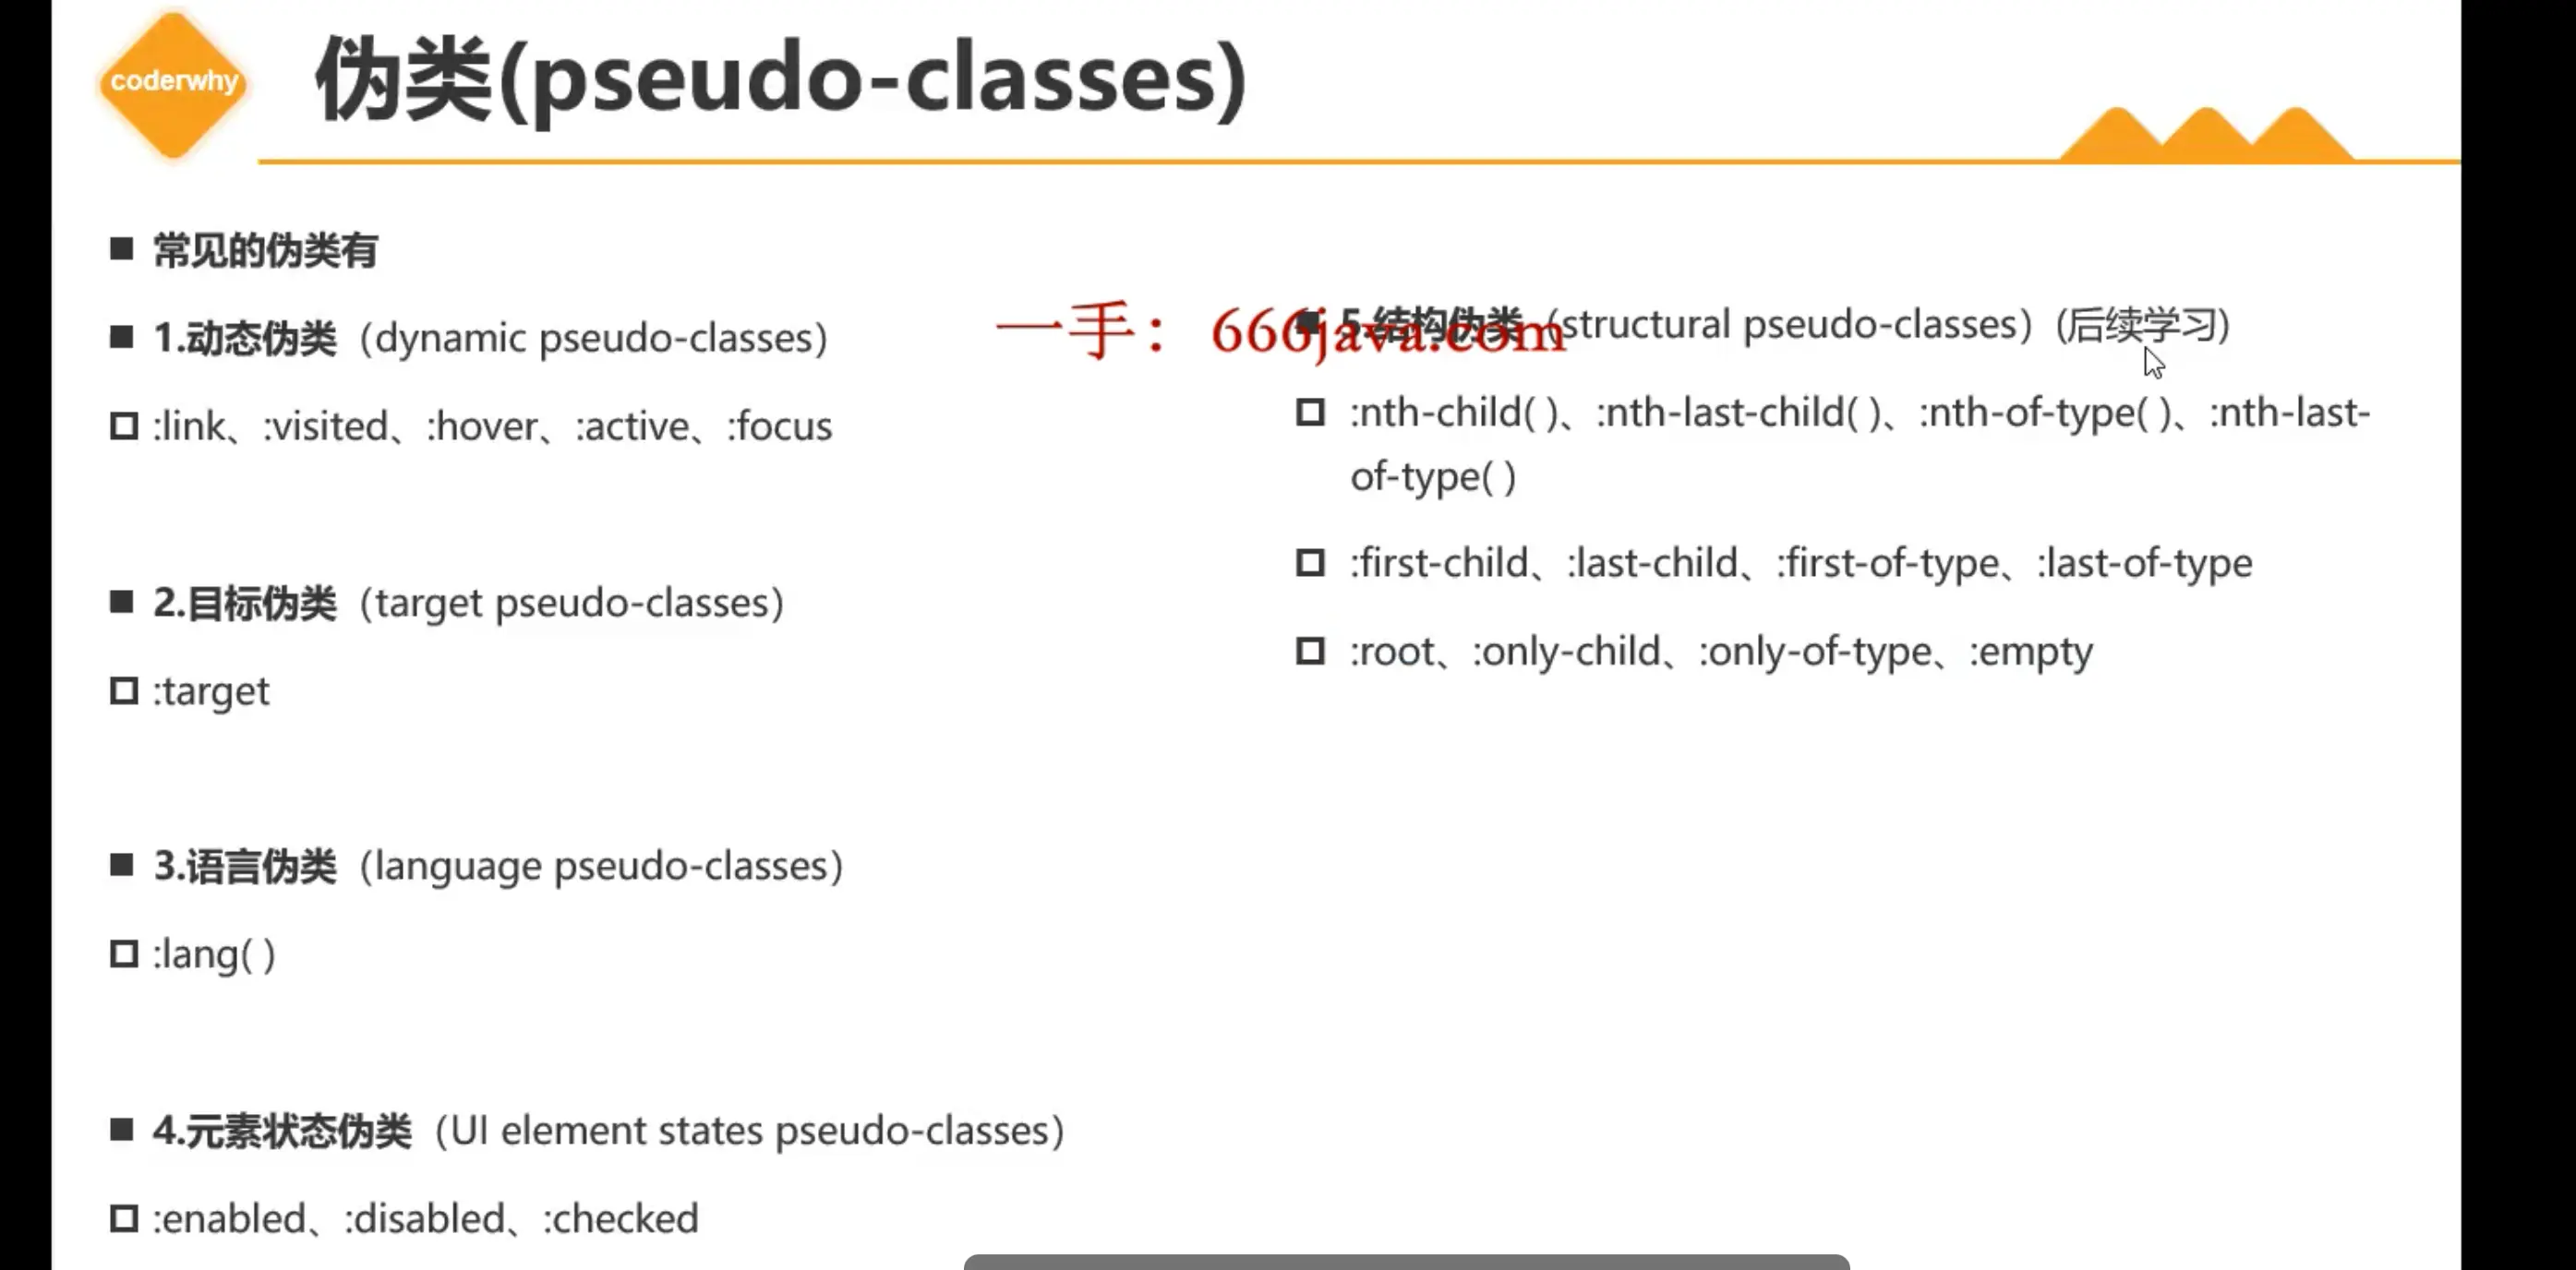 coderwhy
伪类(pseudo-classes)
■ 常见的伪类有
■ 1.动态伪类（dynamic pseudo-classes）
:link、:visited、:hover、:active、:focus
■ 2.目标伪类（target pseudo-classes）
:target
■ 3.语言伪类（language pseudo-classes）
:lang( )
■ 4.元素状态伪类（UI element states pseudo-classes）
:enabled、:disabled、:checked
一手： 666java.com
■ 5.结构伪类（structural pseudo-classes）(后续学习)
:nth-child( )、:nth-last-child( )、:nth-of-type( )、:nth-last-
of-type( )
:first-child、:last-child、:first-of-type、:last-of-type
:root、:only-child、:only-of-type、:empty